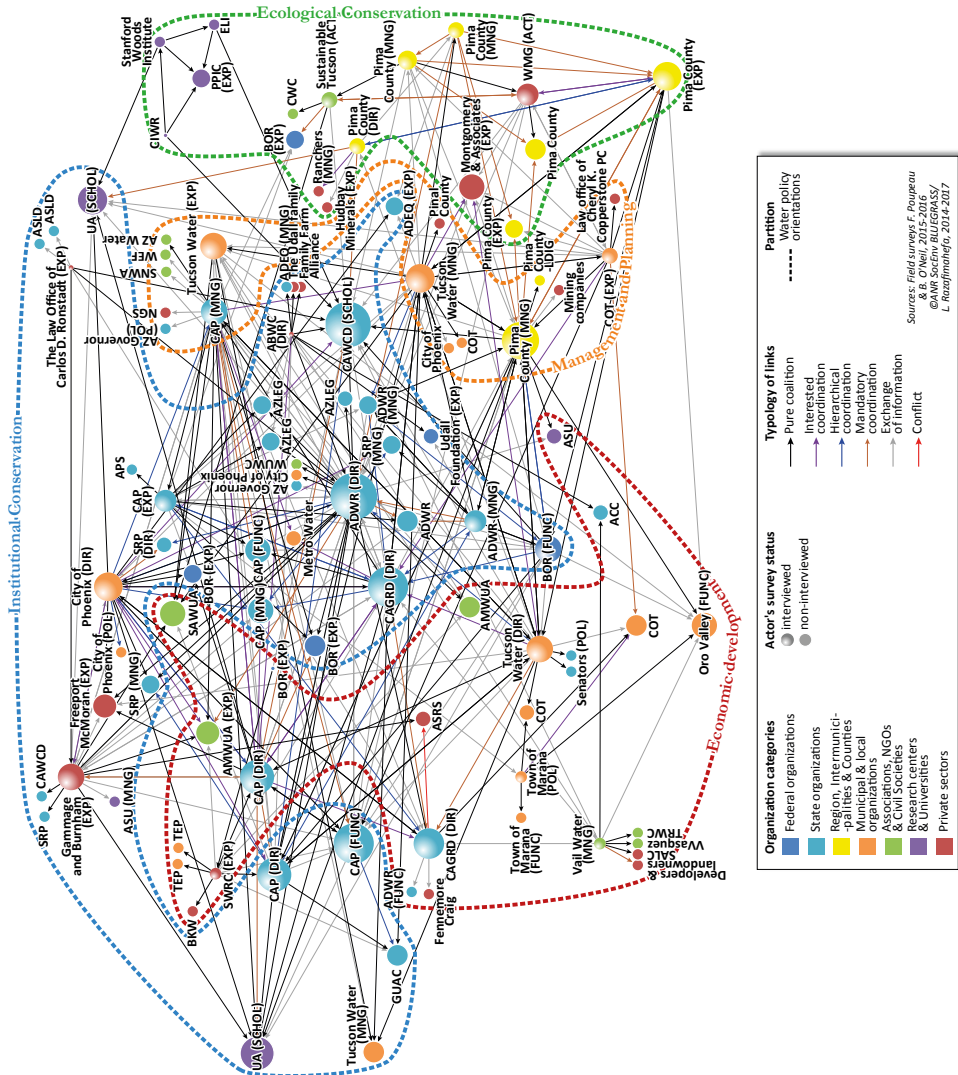 Ecological Conservation
Stanford
Woods
Institute
ELI
PPIC
(EXP)
CIWR
CWC
Sustainable
Tucson (ACT)
BOR
(EXP)
Pima
County (MNG)
Pima
County
(MNG)
WMG (ACT)
Pima County
(EXP)
Pima
County
(DIR)
Ranchers
(MNG)
Hudbay
Minerals (EXP)
Montgomery
& Associates
(EXP)
Pima County
Law office of
Cheryl K.
Copperstone PC
UA (SCHOL)
ASLD
ASLD
The Law Office of
Carlos D. Ronstadt (EXP)
AZ Water
WEF
SNWA
NGS
AZ Governor
(POL)
Tucson Water (EXP)
CAP (MNG)
ADEQ (MNG)
The Udall Family
Family Farm
Alliance
ABWC
(DIR)
ADEQ (EXP)
Pinal
County
Tucson
Water (MNG)
Pima County
(EXP)
Pima
County
-LDIG
Mining
companies
COT (EXP)
CAWCD (SCHOL)
City of
Phoenix
COT
Pima
County (MNG)
Management and Planning
Institutional Conservation
APS
CAP
(EXP)
SRP
(DIR)
AZLEG
AZLEG
AZLEG
WUWC
City of Phoenix
AZ Governor
ADWR
(MNG)
SRP
(MNG)
Udall
Foundation (EXP)
ASU
ADWR (DIR)
Metro Water
ADWR
ADWR (MNG)
ACC
BOR (FUNC)
City of
Phoenix (DIR)
City of
Phoenix (POL)
SAWUA
BOR (EXP)
CAP (FUNC)
CAP (MNG)
CAGRD (DIR)
AMWUA
BOR (EXP)
BOR (EXP)
Freeport
McMoran (EXP)
SRP (MNG)
AMWUA (EXP)
Tucson
Water (DIR)
Senators (POL)
COT
Oro Valley (FUNC)
CAWCD
SRP
Gammage
and Burnham
(EXP)
ASU (MNG)
CAP (DIR)
ASRS
COT
Town of
Marana
(POL)
Economic development
TEP
TEP
SWRC (EXP)
BKW
CAP (DIR)
CAP (FUNC)
CAGRD (DIR)
ADWR
(FUNC)
Fennemore
Craig
Town of
Marana
(FUNC)
Vail Water
(MNG)
TRWC
VVasquez
SALC
Developers &
landowners
GUAC
UA (SCHOL)
Tucson Water
(MNG)
Organization categories
Federal organizations
State organizations
Region, Intermunici-
palities & Counties
Municipal & local
organizations
Associations, NGOs
& Civil Societies
Research centers
& Universities
Private sectors
Actor's survey status
interviewed
non-interviewed
Typology of links
Pure coalition
Interested
coordination
Hierarchical
coordination
Mandatory
coordination
Exchange
of information
Conflict
Partition
Water policy
orientations
Sources: Field surveys F. Poupeau
& B. O'Neil, 2015-2016
©ANR SocEnv BLUEGRASS/
L. Razafimahefa, 2014-2017